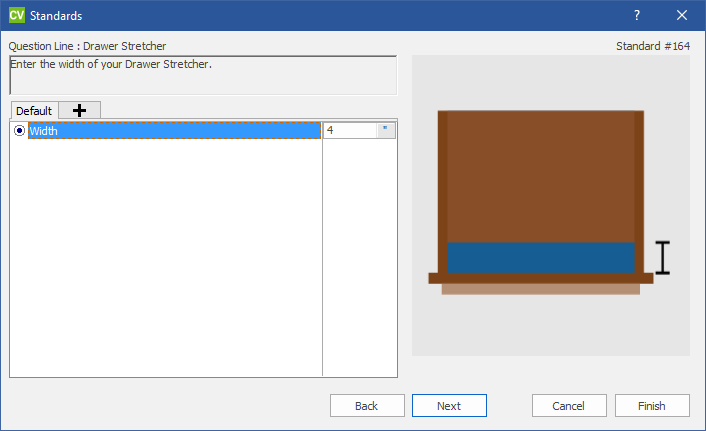 CV Standards ?
Question Line : Drawer Stretcher Standard #164
Enter the width of your Drawer Stretcher.
Default
Width 4 "
Back Next Cancel Finish